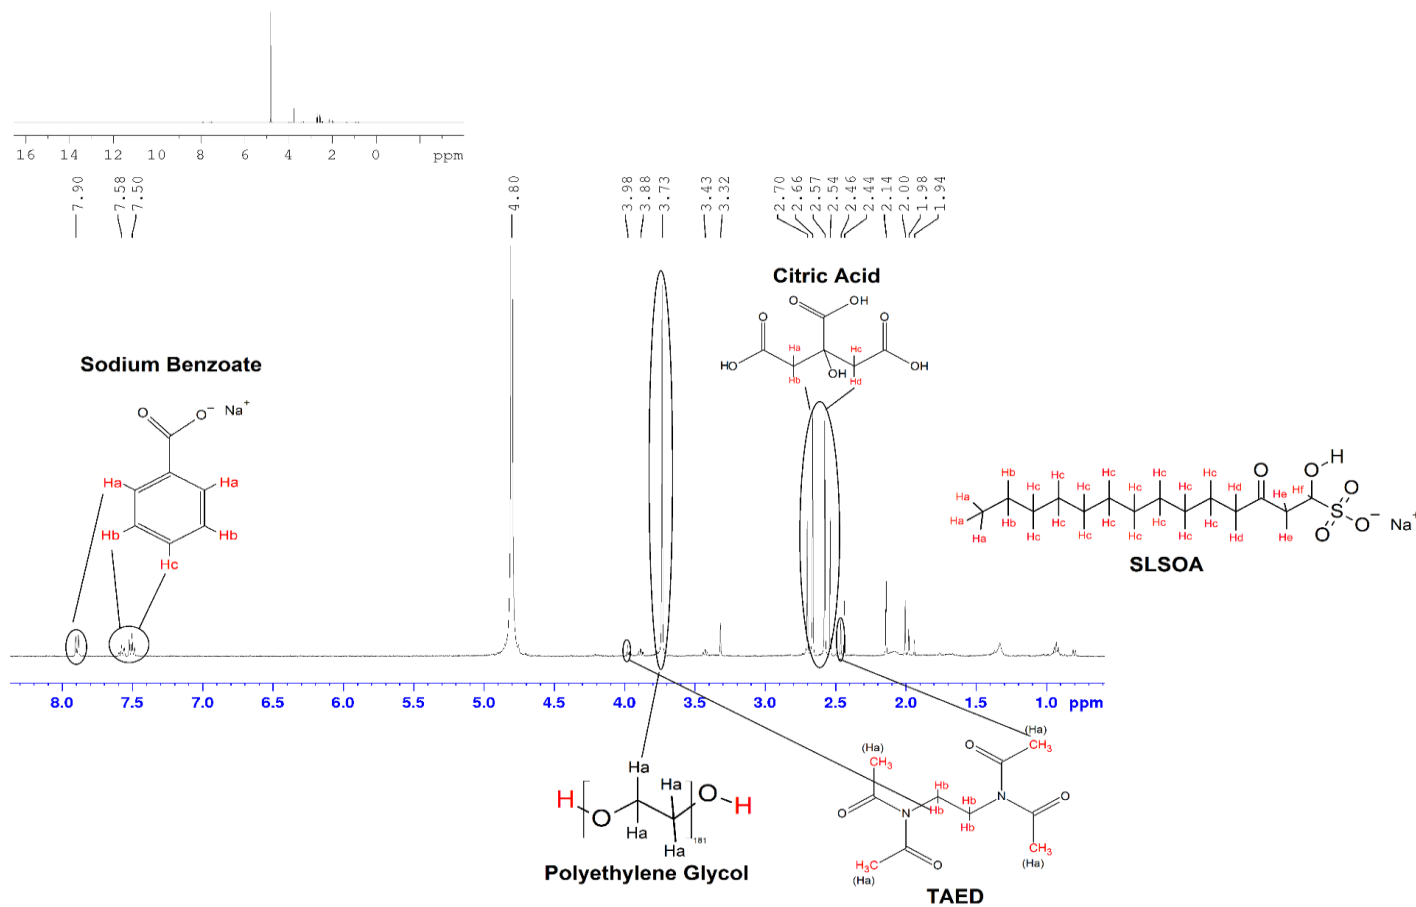 16 14 12 10 8 6 4 2 0 ppm
7.90 7.58 7.50 4.80 3.98 3.88 3.73 3.43 3.32 2.70 2.66 2.57 2.54 2.46 2.44 2.14 2.00 1.98 1.94
Citric Acid
O OH
O O
Ha Hc
HO OH OH
Hb Hd
Sodium Benzoate
O O− Na+
Ha Ha
Hb Hb
Hc
O O H
Hb Hc Hc Hc Hc Hc
Ha Hc Hc Hc Hc Hd He Hf O
Ha S O− Na+
Ha Hb Hc Hc Hc Hc Hc Hc Hc Hc Hd He O
SLSOA
8.0 7.5 7.0 6.5 6.0 5.5 5.0 4.5 4.0 3.5 3.0 2.5 2.0 1.5 1.0 ppm
Ha
Ha
H O O H
Ha
Ha
181
Polyethylene Glycol
(Ha)
CH3
O
(Ha)
CH3
Hb
Hb Hb
Hb
O N N O
CH3
(Ha)
H3C O
(Ha)
TAED